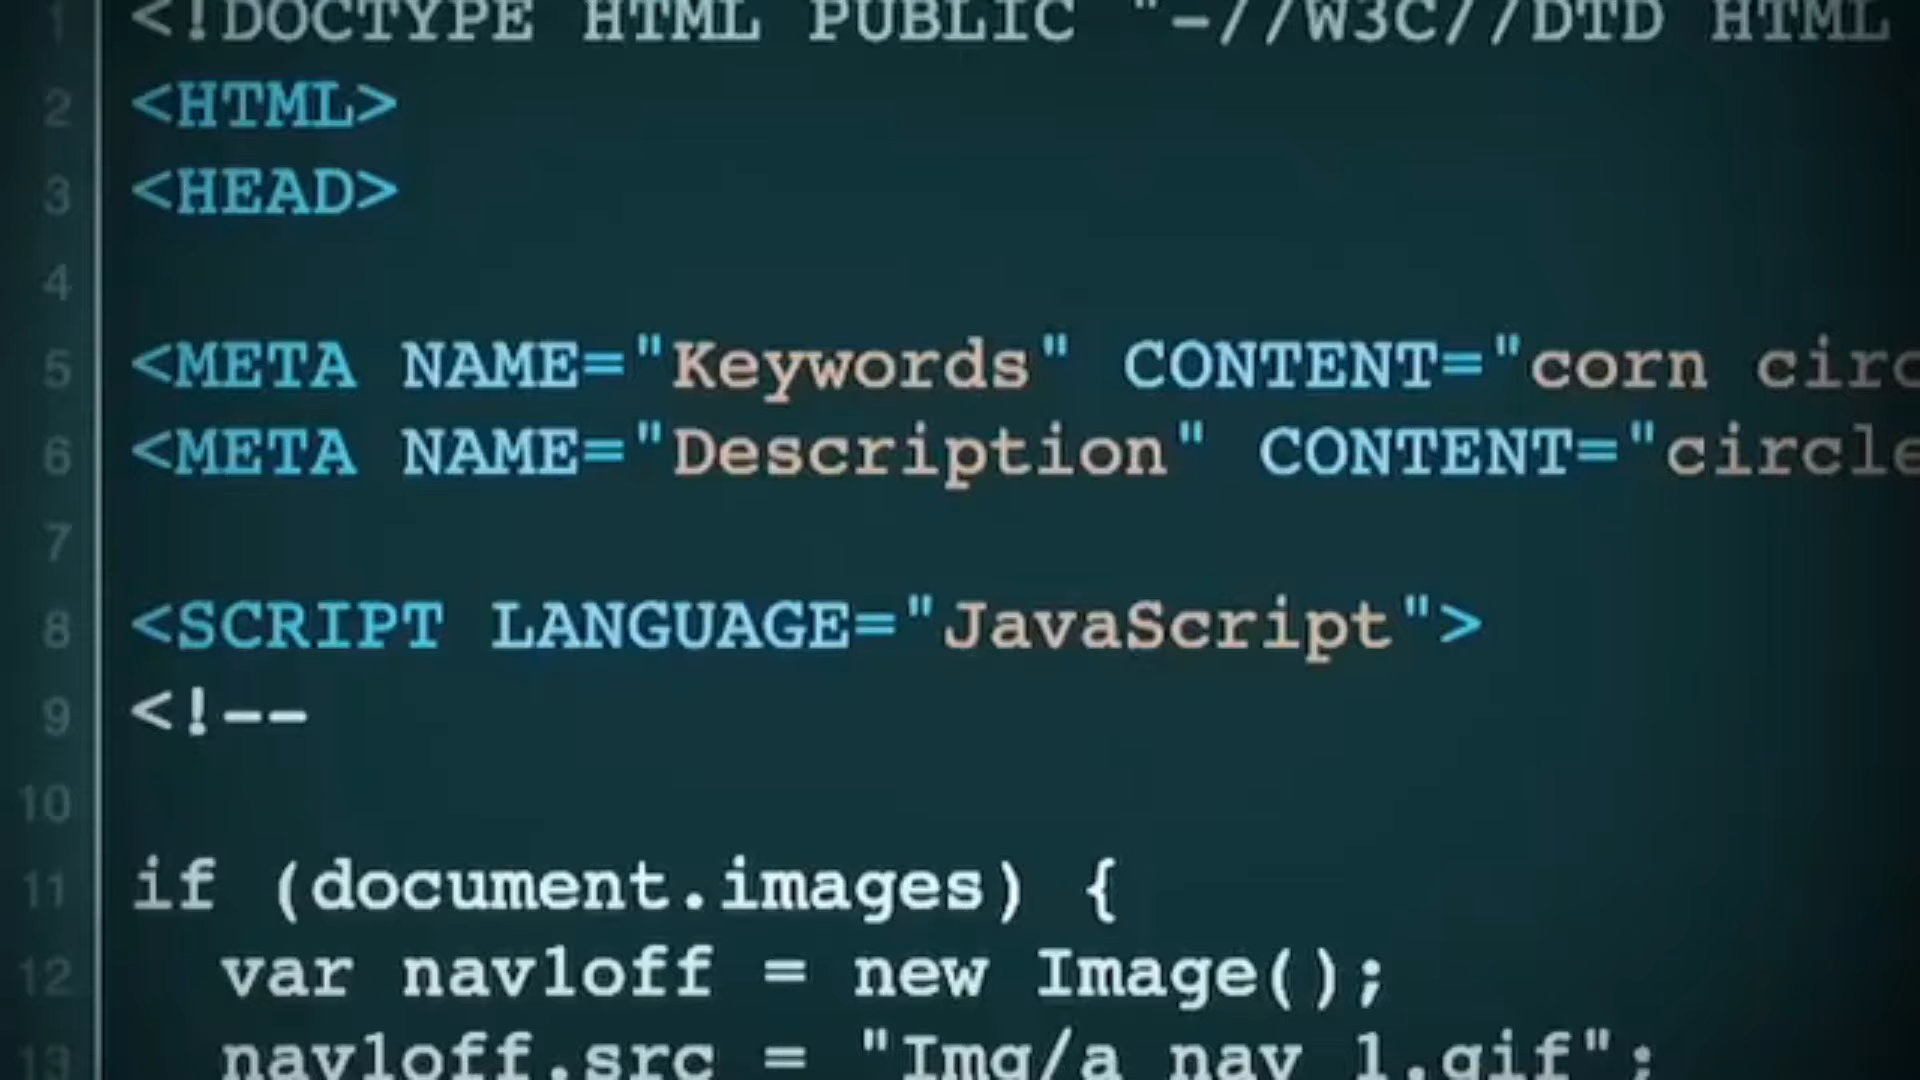 1 <!DOCTYPE HTML PUBLIC "-//W3C//DTD HTML
2 <HTML>
3 <HEAD>
4
5 <META NAME="Keywords" CONTENT="corn circ
6 <META NAME="Description" CONTENT="circle
7
8 <SCRIPT LANGUAGE="JavaScript">
9 <!--
10
11 if (document.images) {
12 var nav1off = new Image();
13 nav1off.src = "Img/a_nav_1.gif";